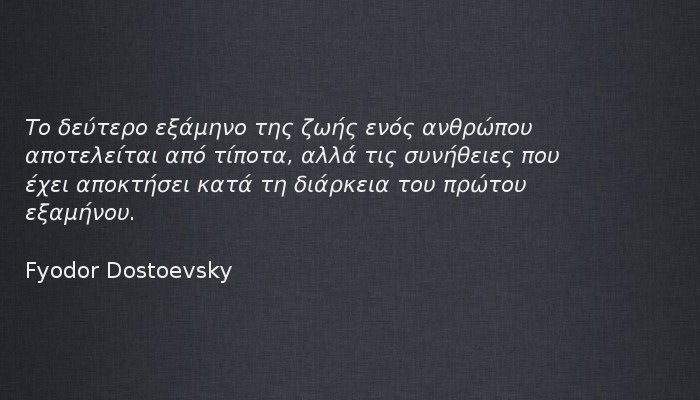 Το δεύτερο εξάμηνο της ζωής ενός ανθρώπου
αποτελείται από τίποτα, αλλά τις συνήθειες που
έχει αποκτήσει κατά τη διάρκεια του πρώτου
εξαμήνου.
Fyodor Dostoevsky